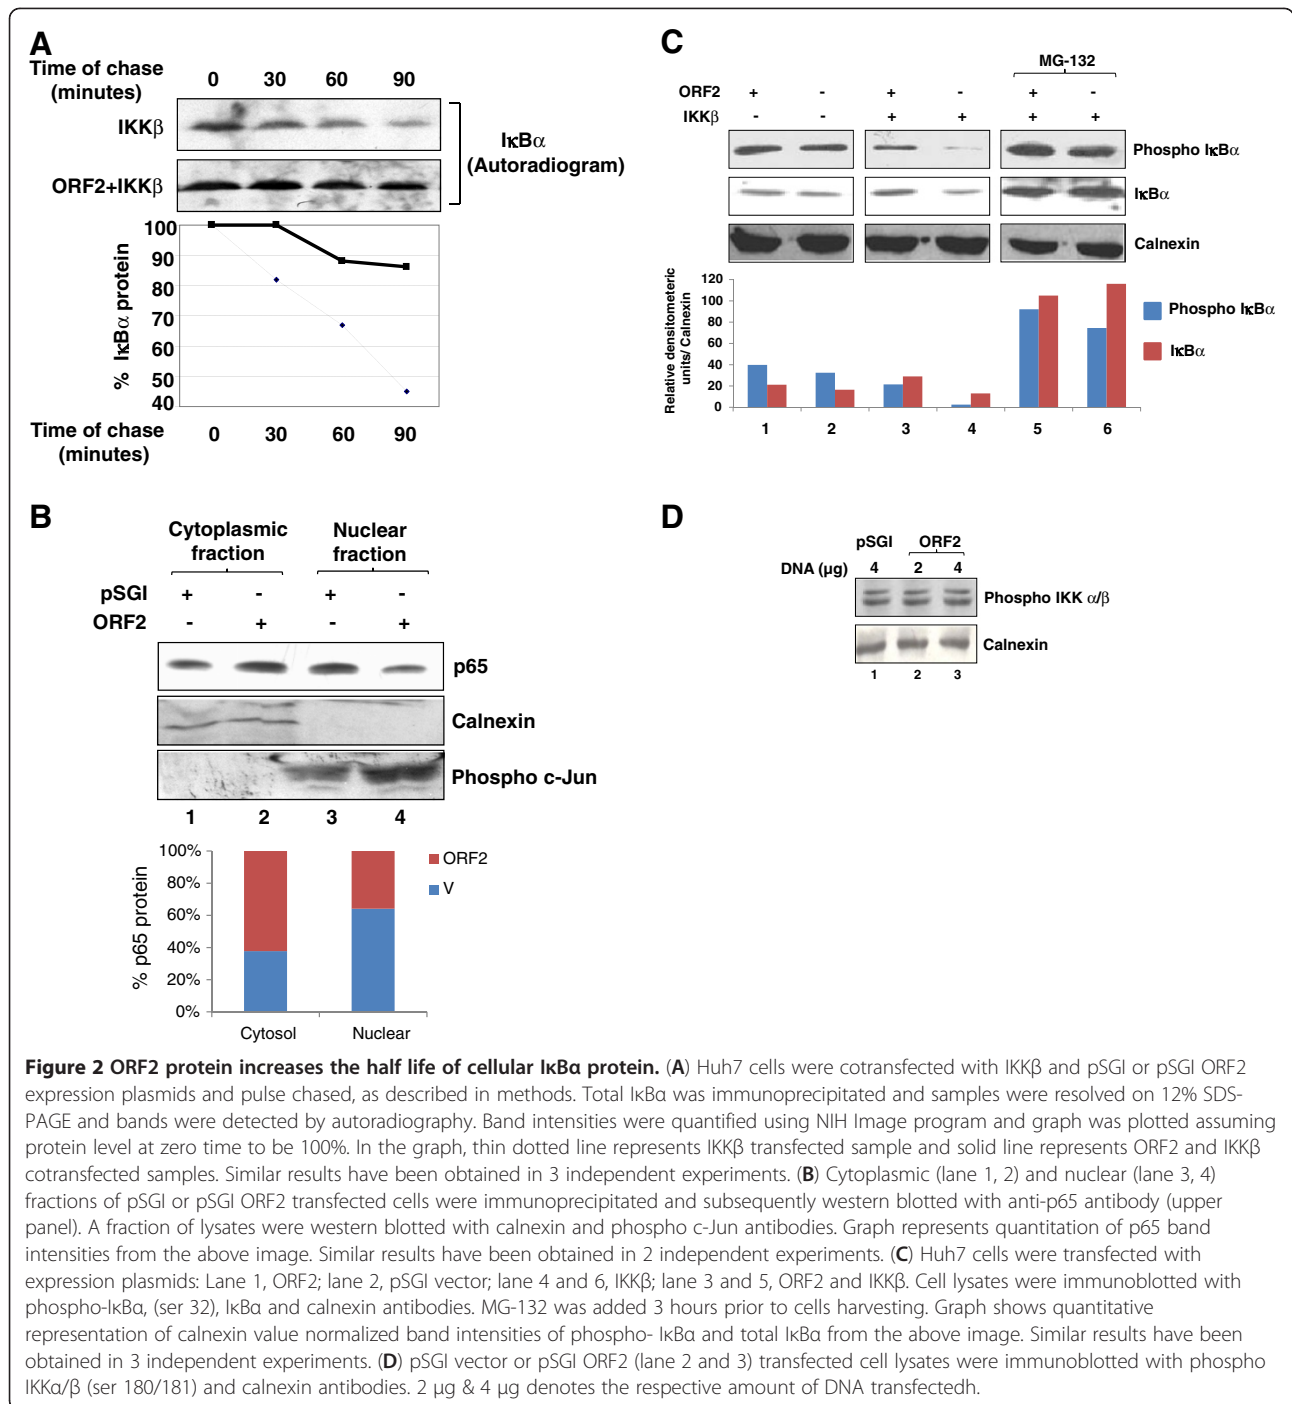 A
Time of chase
(minutes)
0 30 60 90
IKKβ
ORF2+IKKβ
IκBα
(Autoradiogram)
% IκBα protein
100
90
80
70
60
50
40
Time of chase
(minutes)
0 30 60 90
B
Cytoplasmic
fraction
Nuclear
fraction
pSGI + - + -
ORF2 - + - +
p65
Calnexin
Phospho c-Jun
1 2 3 4
% p65 protein
100%
80%
60%
40%
20%
0%
Cytosol Nuclear
ORF2
V
C
MG-132
ORF2 + - + - + -
IKKβ - - + + + +
Phospho IκBα
IκBα
Calnexin
Relative densitometeric
units/ Calnexin
120
100
80
60
40
20
0
1 2 3 4 5 6
Phospho IκBα
IκBα
D
pSGI ORF2
DNA (µg) 4 2 4
Phospho IKK α/β
Calnexin
1 2 3
Figure 2 ORF2 protein increases the half life of cellular IκBα protein. (A) Huh7 cells were cotransfected with IKKβ and pSGI or pSGI ORF2
expression plasmids and pulse chased, as described in methods. Total IκBα was immunoprecipitated and samples were resolved on 12% SDS-
PAGE and bands were detected by autoradiography. Band intensities were quantified using NIH Image program and graph was plotted assuming
protein level at zero time to be 100%. In the graph, thin dotted line represents IKKβ transfected sample and solid line represents ORF2 and IKKβ
cotransfected samples. Similar results have been obtained in 3 independent experiments. (B) Cytoplasmic (lane 1, 2) and nuclear (lane 3, 4)
fractions of pSGI or pSGI ORF2 transfected cells were immunoprecipitated and subsequently western blotted with anti-p65 antibody (upper
panel). A fraction of lysates were western blotted with calnexin and phospho c-Jun antibodies. Graph represents quantitation of p65 band
intensities from the above image. Similar results have been obtained in 2 independent experiments. (C) Huh7 cells were transfected with
expression plasmids: Lane 1, ORF2; lane 2, pSGI vector; lane 4 and 6, IKKβ; lane 3 and 5, ORF2 and IKKβ. Cell lysates were immunoblotted with
phospho-IκBα, (ser 32), IκBα and calnexin antibodies. MG-132 was added 3 hours prior to cells harvesting. Graph shows quantitative
representation of calnexin value normalized band intensities of phospho- IκBα and total IκBα from the above image. Similar results have been
obtained in 3 independent experiments. (D) pSGI vector or pSGI ORF2 (lane 2 and 3) transfected cell lysates were immunoblotted with phospho
IKKα/β (ser 180/181) and calnexin antibodies. 2 µg & 4 µg denotes the respective amount of DNA transfectedh.